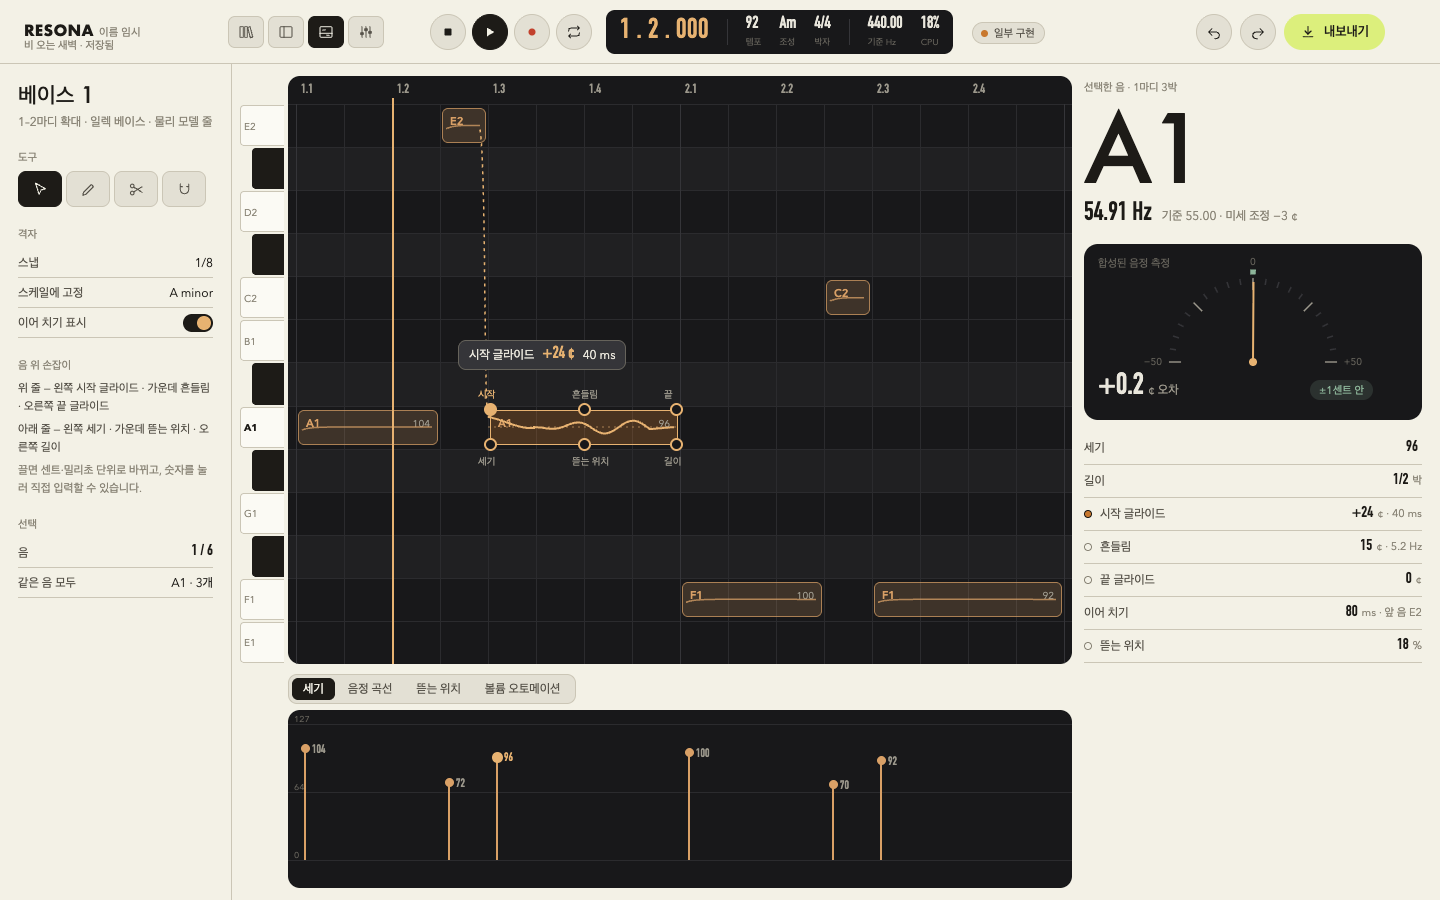 RESONA 이름 임시
비 오는 새벽 · 저장됨
1 . 2 . 000
92 Am 4/4 440.00 18%
템포 조성 박자 기준 Hz CPU
일부 구현
내보내기
베이스 1
1–2마디 확대 · 일렉 베이스 · 물리 모델 줄
도구
격자
스냅 1/8
스케일에 고정 A minor
이어 치기 표시
음 위 손잡이
위 줄 – 왼쪽 시작 글라이드 · 가운데 흔들림
· 오른쪽 끝 글라이드
아래 줄 – 왼쪽 세기 · 가운데 뜯는 위치 · 오
른쪽 길이
끌면 센트·밀리초 단위로 바뀌고, 숫자를 눌
러 직접 입력할 수 있습니다.
선택
음 1 / 6
같은 음 모두 A1 · 3개
1.1 1.2 1.3 1.4 2.1 2.2 2.3 2.4
E2 E2
D2
C2 C2
B1
시작 글라이드 +24 ¢ 40 ms
시작 흔들림 끝
A1 A1 104 A1 96
세기 뜯는 위치 길이
G1
F1 F1 100 F1 92
E1
세기 음정 곡선 뜯는 위치 볼륨 오토메이션
127
104 72 96 100 70 92
64
0
선택한 음 · 1마디 3박
A1
54.91 Hz 기준 55.00 · 미세 조정 −3 ¢
합성된 음정 측정 0
−50 +50
+0.2 ¢ 오차 ±1센트 안
세기 96
길이 1/2 박
시작 글라이드 +24 ¢ · 40 ms
흔들림 15 ¢ · 5.2 Hz
끝 글라이드 0 ¢
이어 치기 80 ms · 앞 음 E2
뜯는 위치 18 %